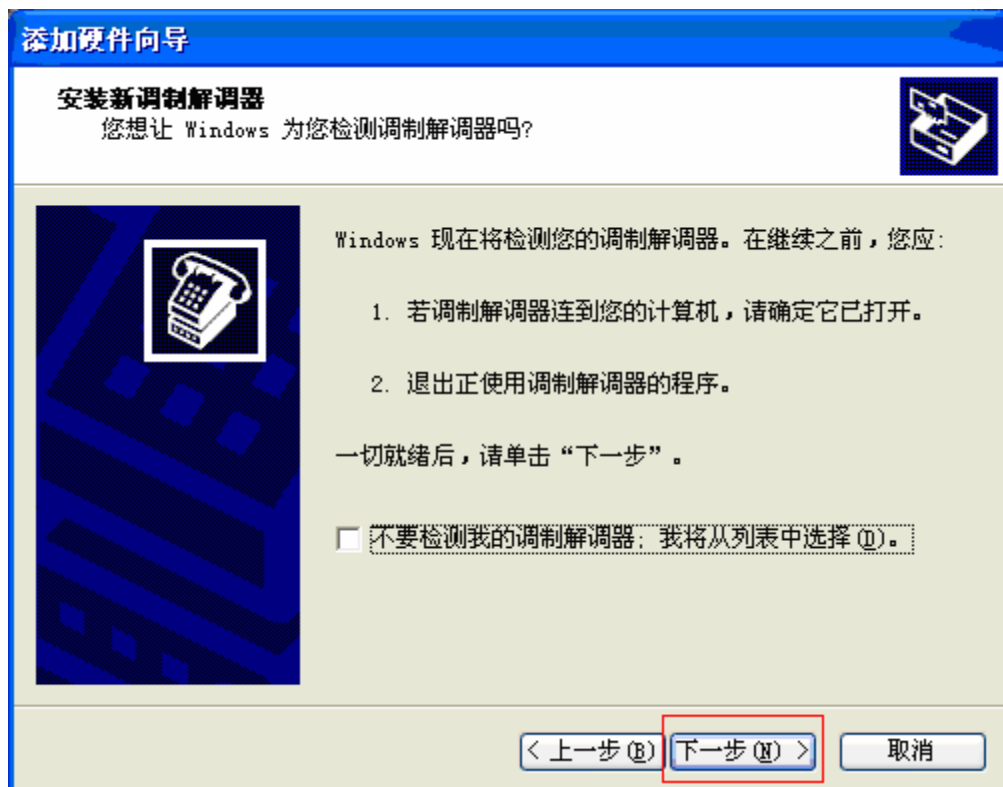 添加硬件向导
安装新调制解调器
您想让 Windows 为您检测调制解调器吗?
Windows 现在将检测您的调制解调器。在继续之前，您应:
1. 若调制解调器连到您的计算机，请确定它已打开。
2. 退出正使用调制解调器的程序。
一切就绪后，请单击“下一步”。
不要检测我的调制解调器; 我将从列表中选择(D)。
< 上一步(B) 下一步(N) > 取消